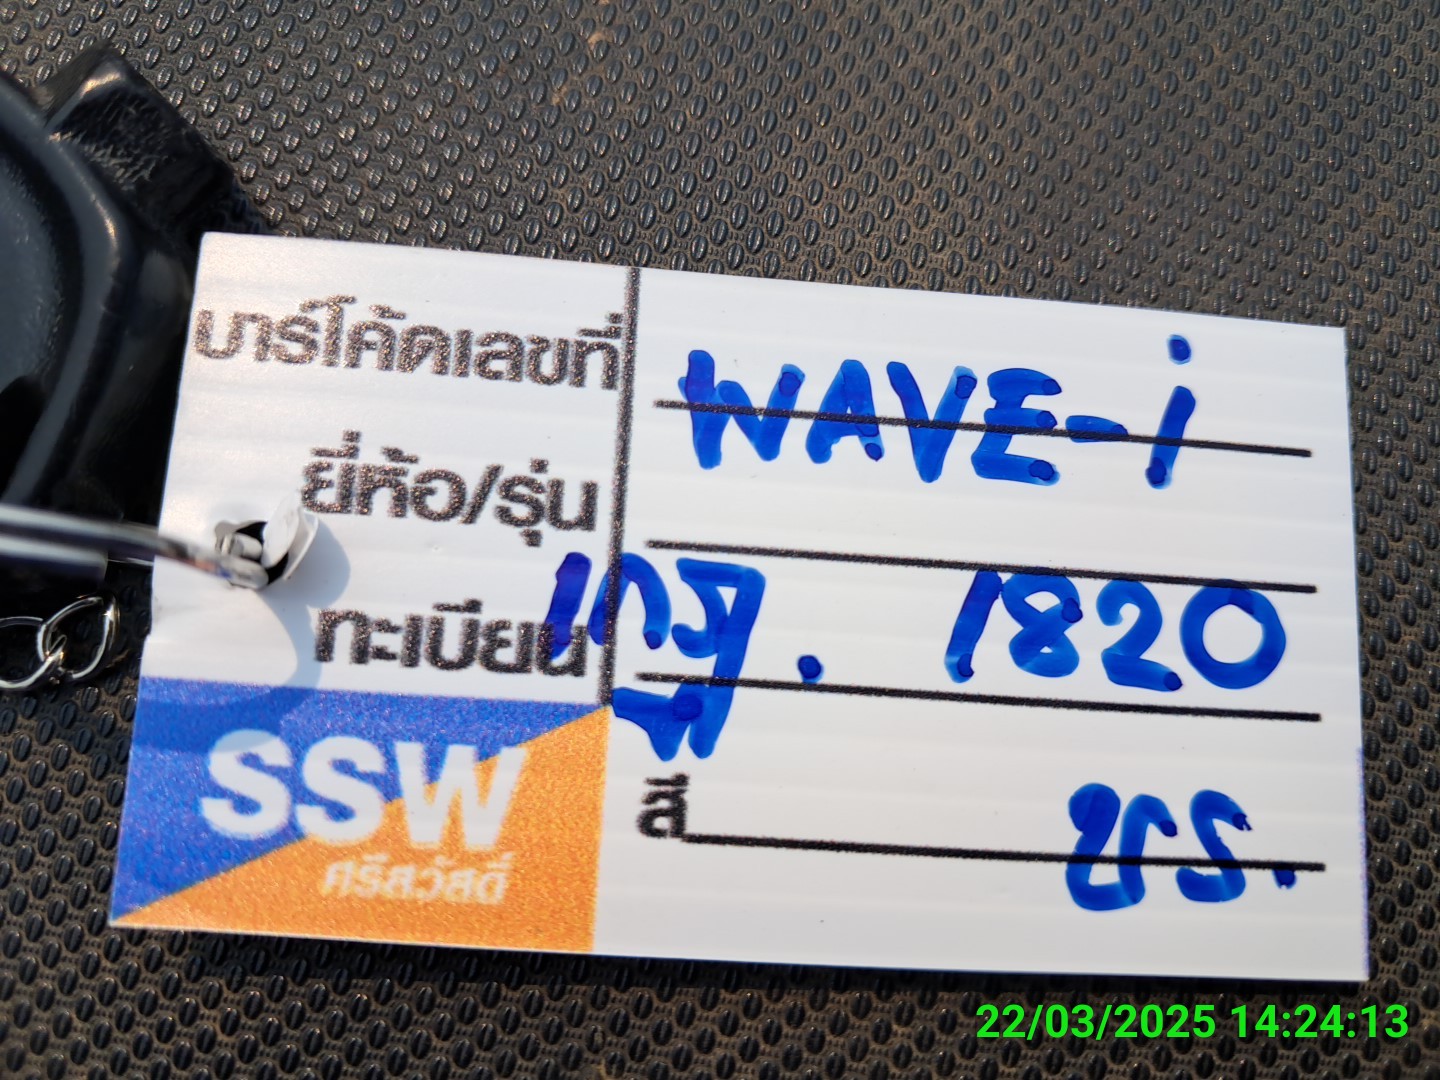 บาร์โค้ดเลขที่ WAVE-i
ยี่ห้อ/รุ่น
ทะเบียน 1กฐ. 1820
SSW
ศรีสวัสดิ์
สี ชร.
22/03/2025 14:24:13